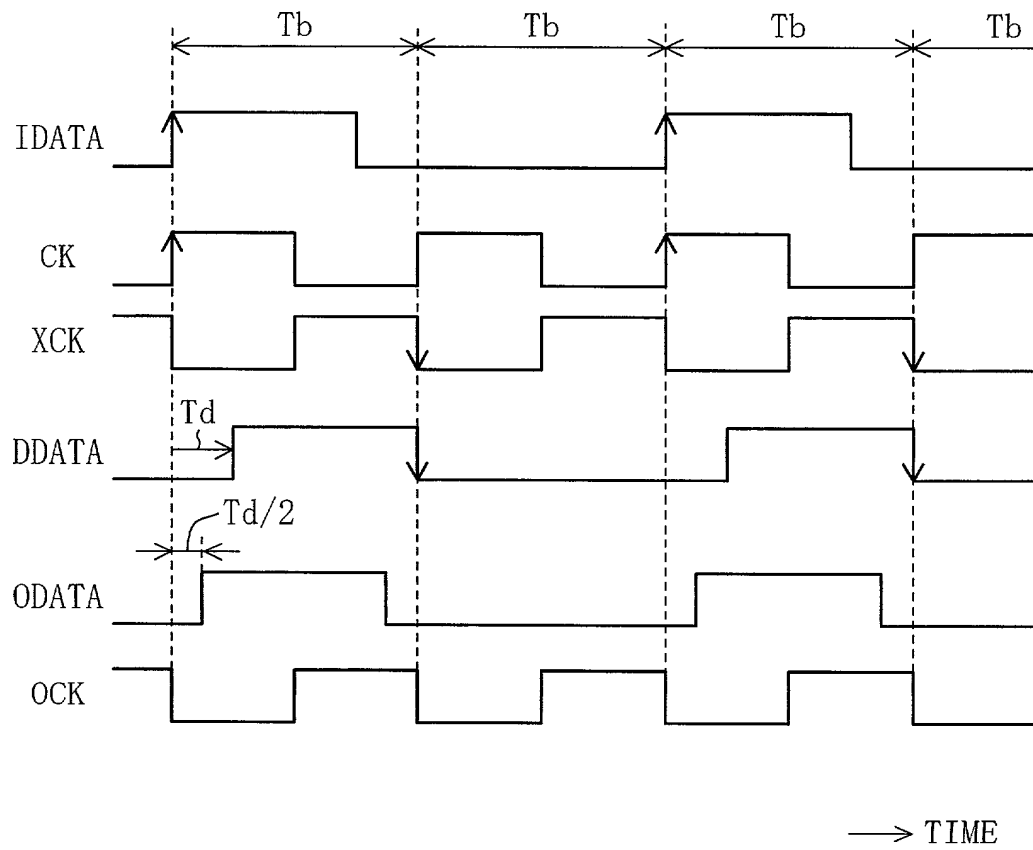 Tb Tb Tb Tb
IDATA
CK
XCK
Td
DDATA
Td/2
ODATA
OCK
TIME